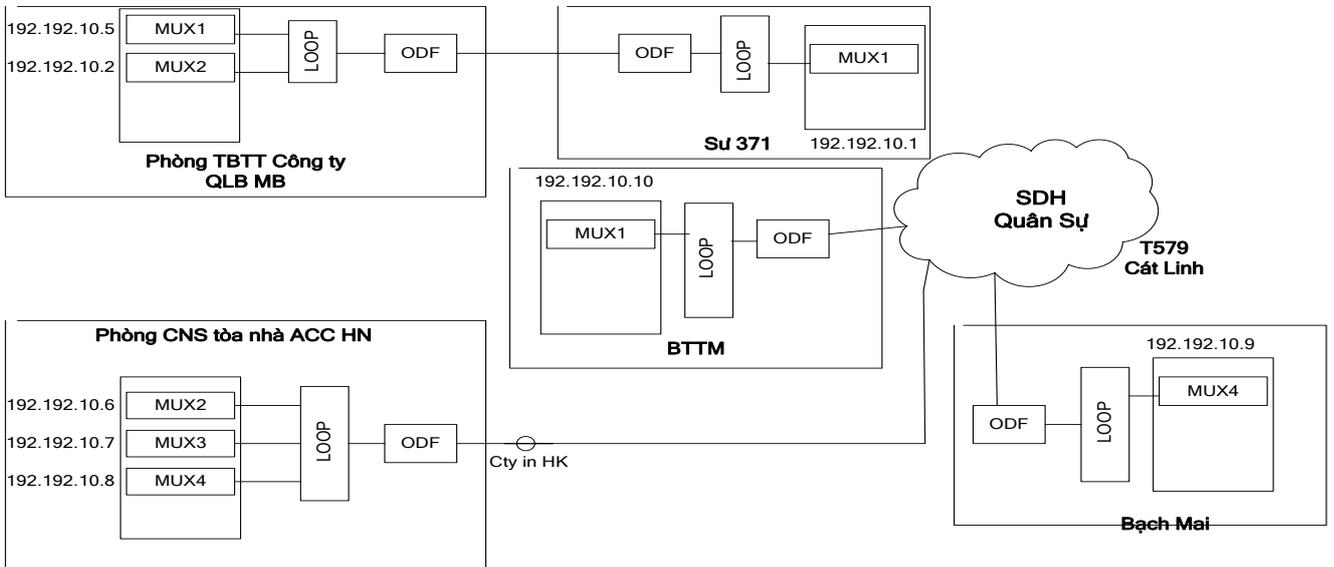 192.192.10.5
MUX1
192.192.10.2
MUX2
LOOP
ODF
Phòng TBTT Công ty
QLB MB
ODF
LOOP
MUX1
Sư 371
192.192.10.1
192.192.10.10
MUX1
LOOP
ODF
BTTM
SDH
Quân Sự
T579
Cát Linh
Phòng CNS tòa nhà ACC HN
192.192.10.6
MUX2
192.192.10.7
MUX3
192.192.10.8
MUX4
LOOP
ODF
Cty in HK
192.192.10.9
MUX4
LOOP
ODF
Bạch Mai